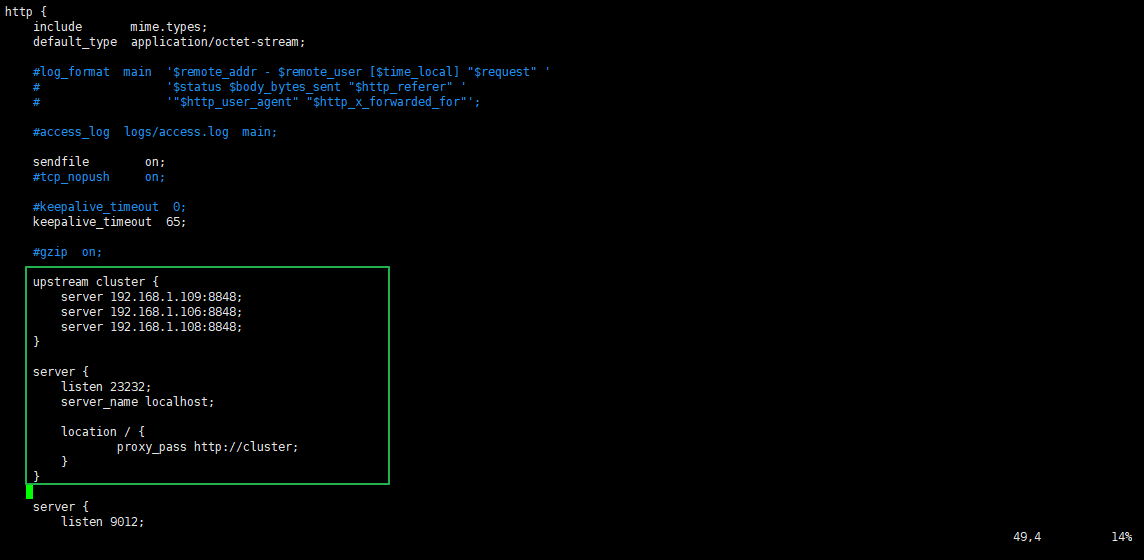 http {
    include       mime.types;
    default_type  application/octet-stream;
    #log_format  main  '$remote_addr - $remote_user [$time_local] "$request" '
    #                  '$status $body_bytes_sent "$http_referer" '
    #                  '"$http_user_agent" "$http_x_forwarded_for"';
    #access_log  logs/access.log  main;
    sendfile        on;
    #tcp_nopush     on;
    #keepalive_timeout  0;
    keepalive_timeout  65;
    #gzip  on;
    upstream cluster {
        server 192.168.1.109:8848;
        server 192.168.1.106:8848;
        server 192.168.1.108:8848;
    }
    server {
        listen 23232;
        server_name localhost;
        location / {
                proxy_pass http://cluster;
        }
    }
    server {
        listen 9012;
49,4          14%